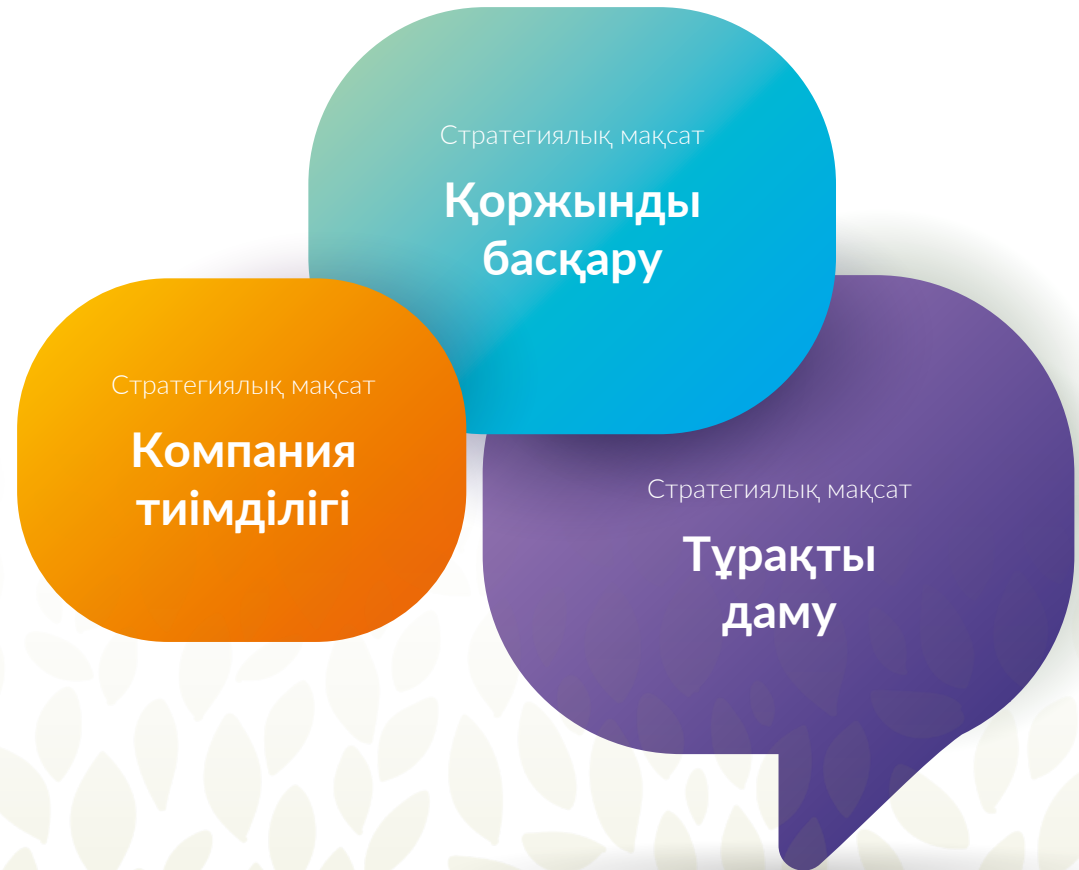 Стратегиялық мақсат
Қоржынды
басқару
Стратегиялық мақсат
Компания
тиімділігі
Стратегиялық мақсат
Тұрақты
даму